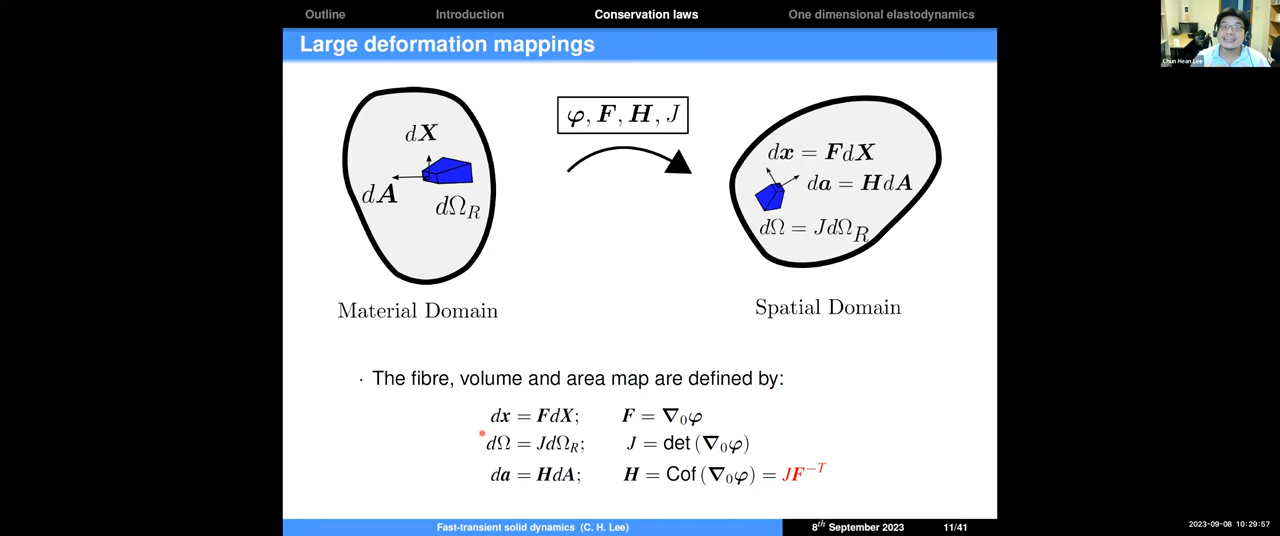 Outline Introduction Conservation laws One dimensional elastodynamics
Large deformation mappings
Chun Hean Lee
φ, F, H, J
dX
dA
dΩ_R
dx = FdX
da = HdA
dΩ = JdΩ_R
Material Domain
Spatial Domain
· The fibre, volume and area map are defined by:
dx = FdX; F = ∇₀φ
dΩ = JdΩ_R; J = det (∇₀φ)
da = HdA; H = Cof (∇₀φ) = JF^{-T}
Fast-transient solid dynamics (C. H. Lee) 8th September 2023 11/41
2023-09-08 10:29:57